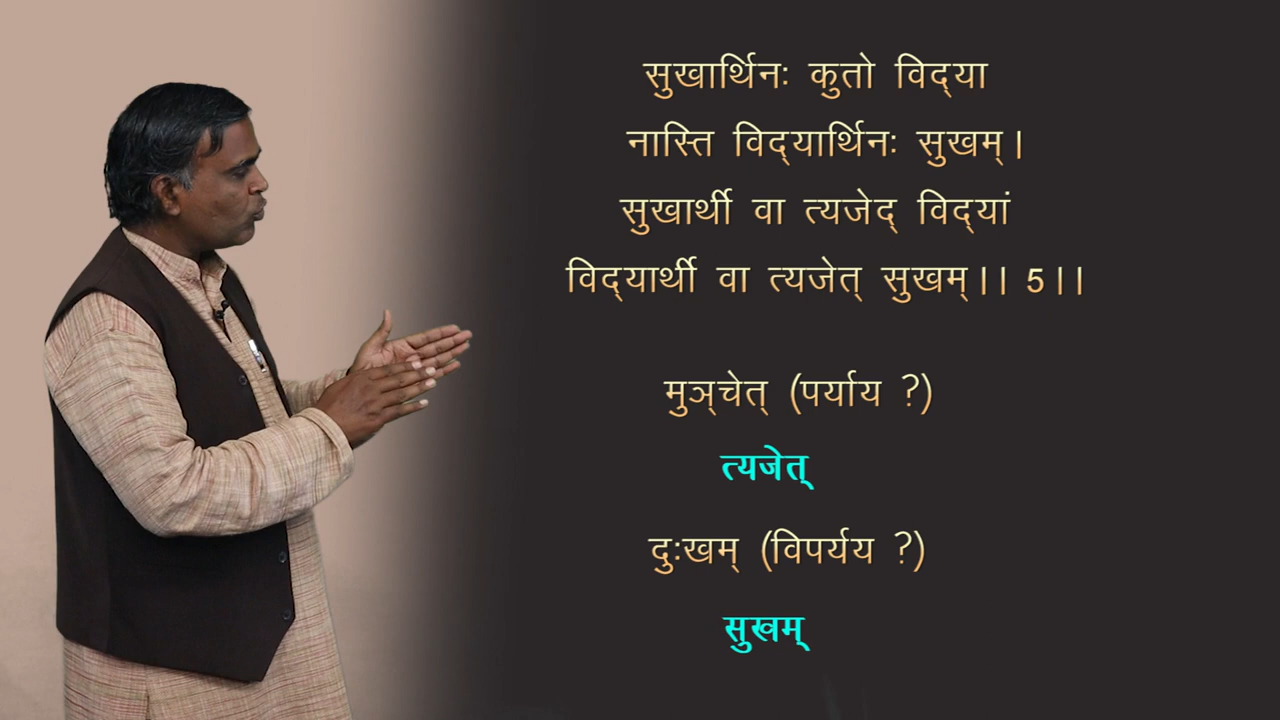 सुखार्थिनः कुतो विद्‌या
नास्ति विद्‌यार्थिनः सुखम् ।
सुखार्थी वा त्यजेद् विद्‌यां
विद्‌यार्थी वा त्यजेत् सुखम् ।। 5 ।।
मुञ्चेत् (पर्याय ?)
त्यजेत्
दुःखम् (विपर्यय ?)
सुखम्